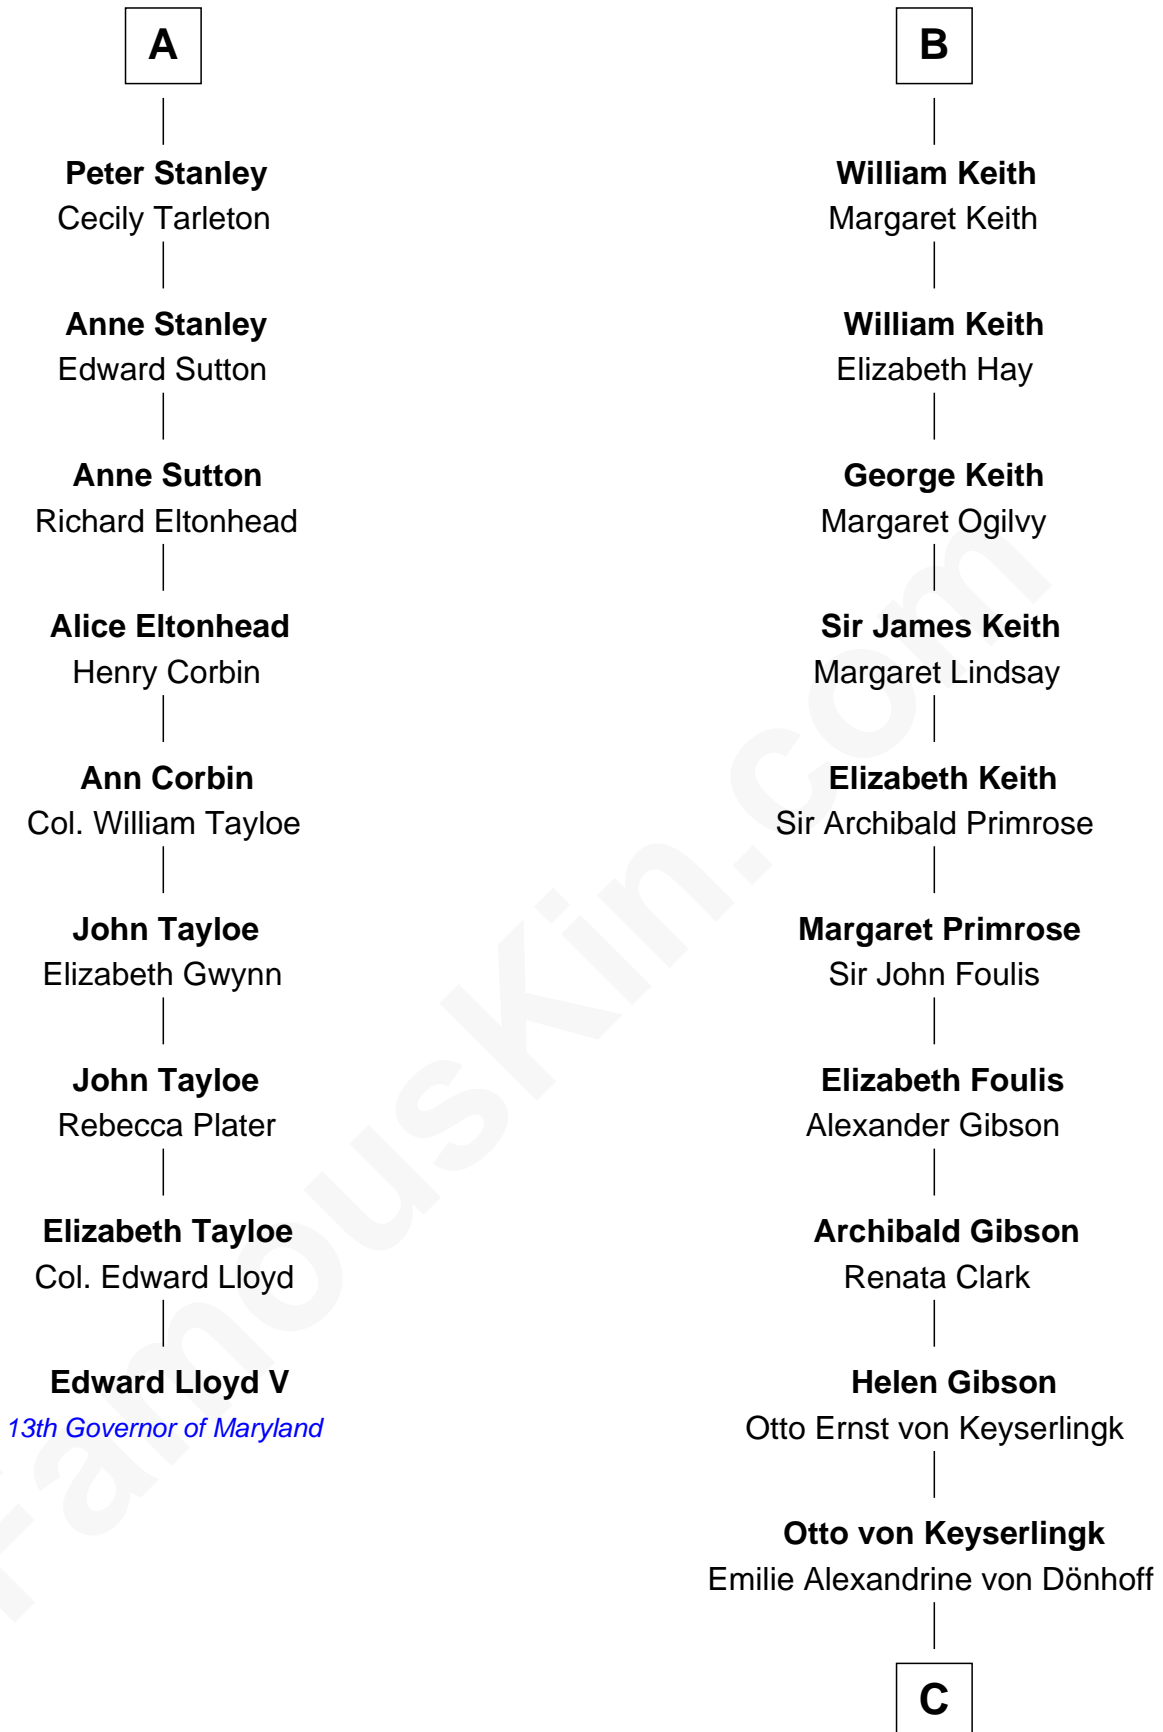 A
Peter Stanley
Cecily Tarleton
Anne Stanley
Edward Sutton
Anne Sutton
Richard Eltonhead
Alice Eltonhead
Henry Corbin
Ann Corbin
Col. William Tayloe
John Tayloe
Elizabeth Gwynn
John Tayloe
Rebecca Plater
Elizabeth Tayloe
Col. Edward Lloyd
Edward Lloyd V
13th Governor of Maryland
B
William Keith
Margaret Keith
William Keith
Elizabeth Hay
George Keith
Margaret Ogilvy
Sir James Keith
Margaret Lindsay
Elizabeth Keith
Sir Archibald Primrose
Margaret Primrose
Sir John Foulis
Elizabeth Foulis
Alexander Gibson
Archibald Gibson
Renata Clark
Helen Gibson
Otto Ernst von Keyserlingk
Otto von Keyserlingk
Emilie Alexandrine von Dönhoff
C
FamousKin.com